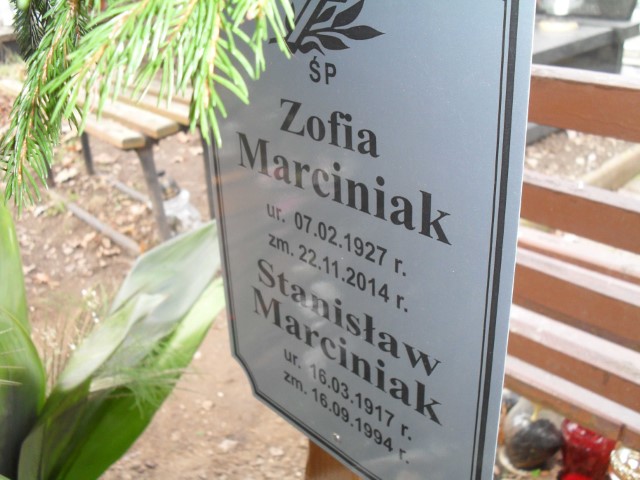 ŚP
Zofia
Marciniak
ur. 07.02.1927 r.
zm. 22.11.2014 r.
Stanisław
Marciniak
ur. 16.03.1917 r.
zm. 16.09.1994 r.